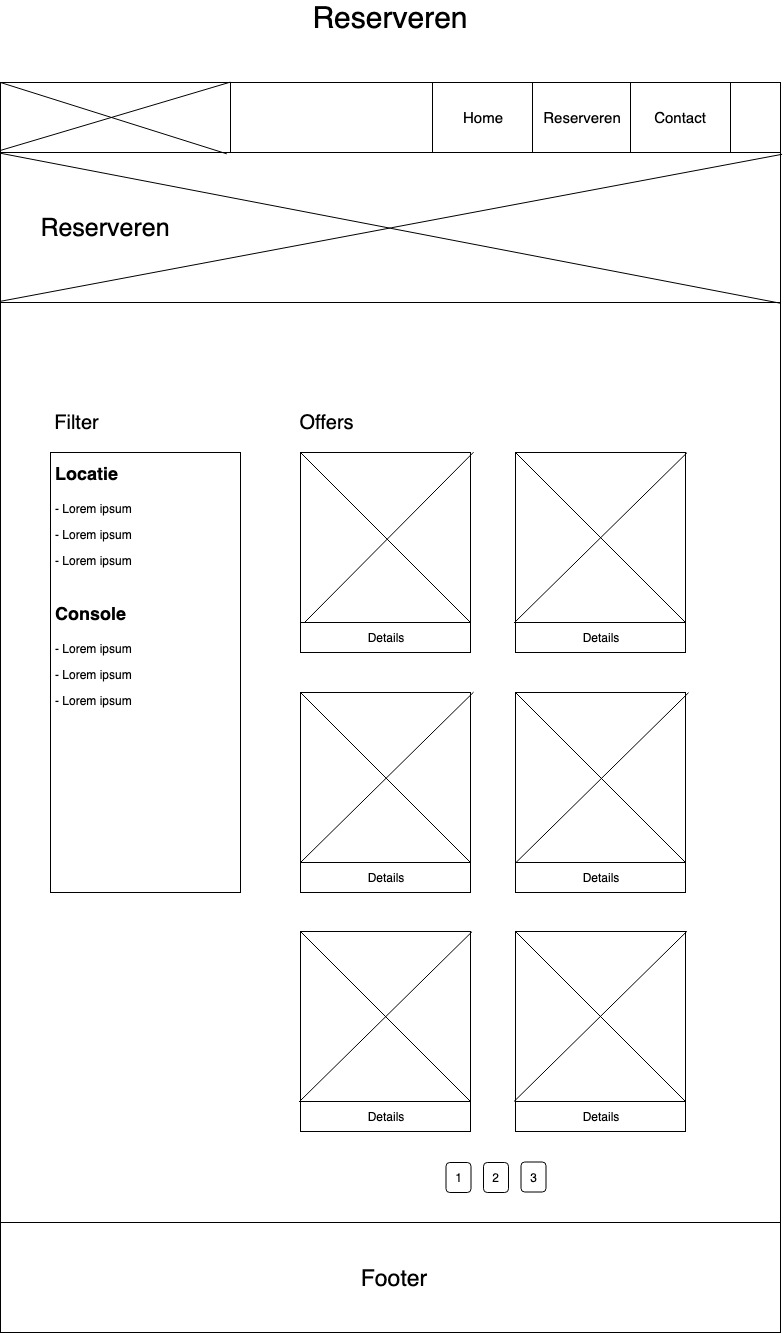 Reserveren
Home
Reserveren
Contact
Reserveren
Filter
Offers
Locatie
- Lorem ipsum
- Lorem ipsum
- Lorem ipsum
Console
- Lorem ipsum
- Lorem ipsum
- Lorem ipsum
Details
Details
Details
Details
Details
Details
1
2
3
Footer